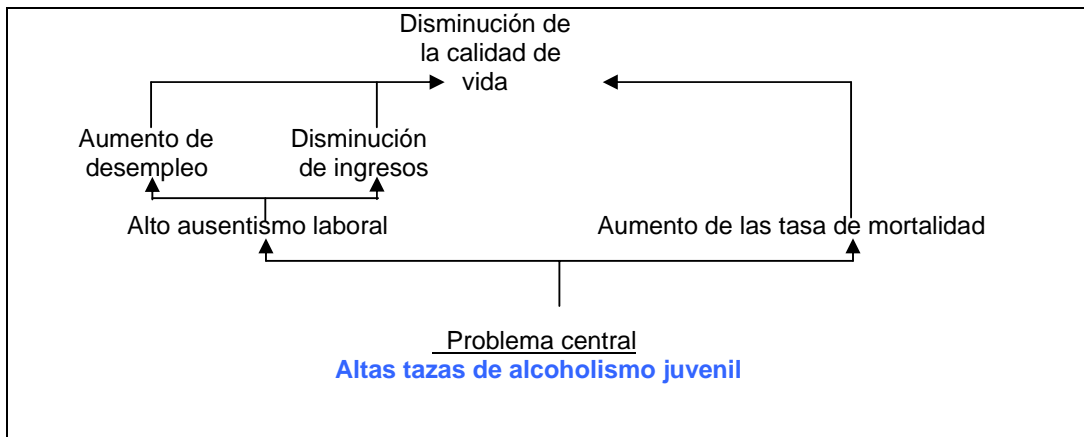 Disminución de
la calidad de
vida
Aumento de
desempleo
Disminución
de ingresos
Alto ausentismo laboral
Aumento de las tasa de mortalidad
Problema central
Altas tazas de alcoholismo juvenil